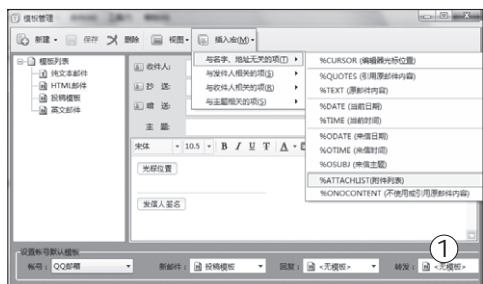 模板管理
新建 保存 删除 视图 插入宏(M)
模板列表
纯文本邮件
HTML邮件
投稿模板
英文邮件
收件人:
抄 送:
暗 送:
主 题:
与名字、地址无关的项(T)
与发件人相关的项(S)
与收件人相关的项(R)
与主题相关的项(S)
%CURSOR (编辑器光标位置)
%QUOTES (引用原邮件内容)
%TEXT (原邮件内容)
%DATE (当前日期)
%TIME (当前时间)
%ODATE (来信日期)
%OTIME (来信时间)
%OSUBJ (来信主题)
%ATTACHLIST(附件列表)
%ONOCONTENT (不使用或引用原邮件内容)
宋体 10.5 B I U T A
光标位置
发信人签名
设置帐号默认模板
帐号: QQ邮箱 新邮件: 投稿模板 回复: <无模板> 转发: <无模板>
1